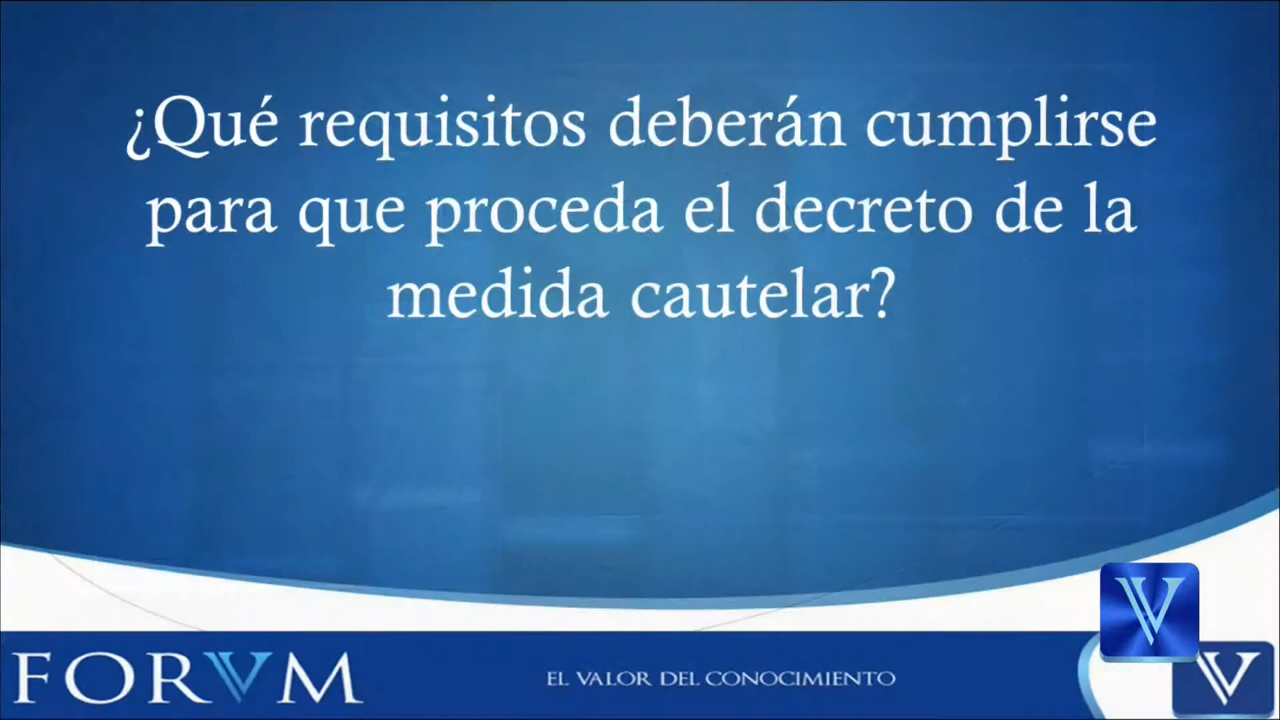 ¿Qué requisitos deberán cumplirse
para que proceda el decreto de la
medida cautelar?
V
FORVM
EL VALOR DEL CONOCIMIENTO
V